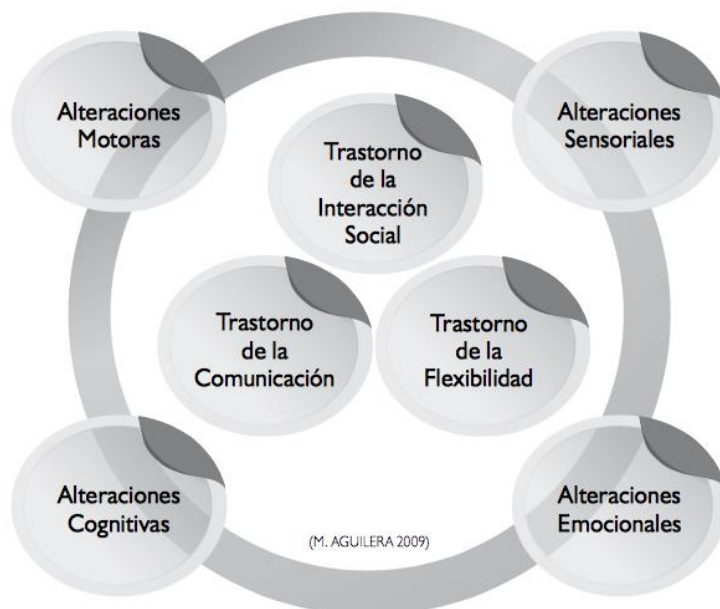 Alteraciones
Motoras
Alteraciones
Sensoriales
Trastorno
de la
Interacción
Social
Trastorno
de la
Comunicación
Trastorno
de la
Flexibilidad
Alteraciones
Cognitivas
(M. AGUILERA 2009)
Alteraciones
Emocionales